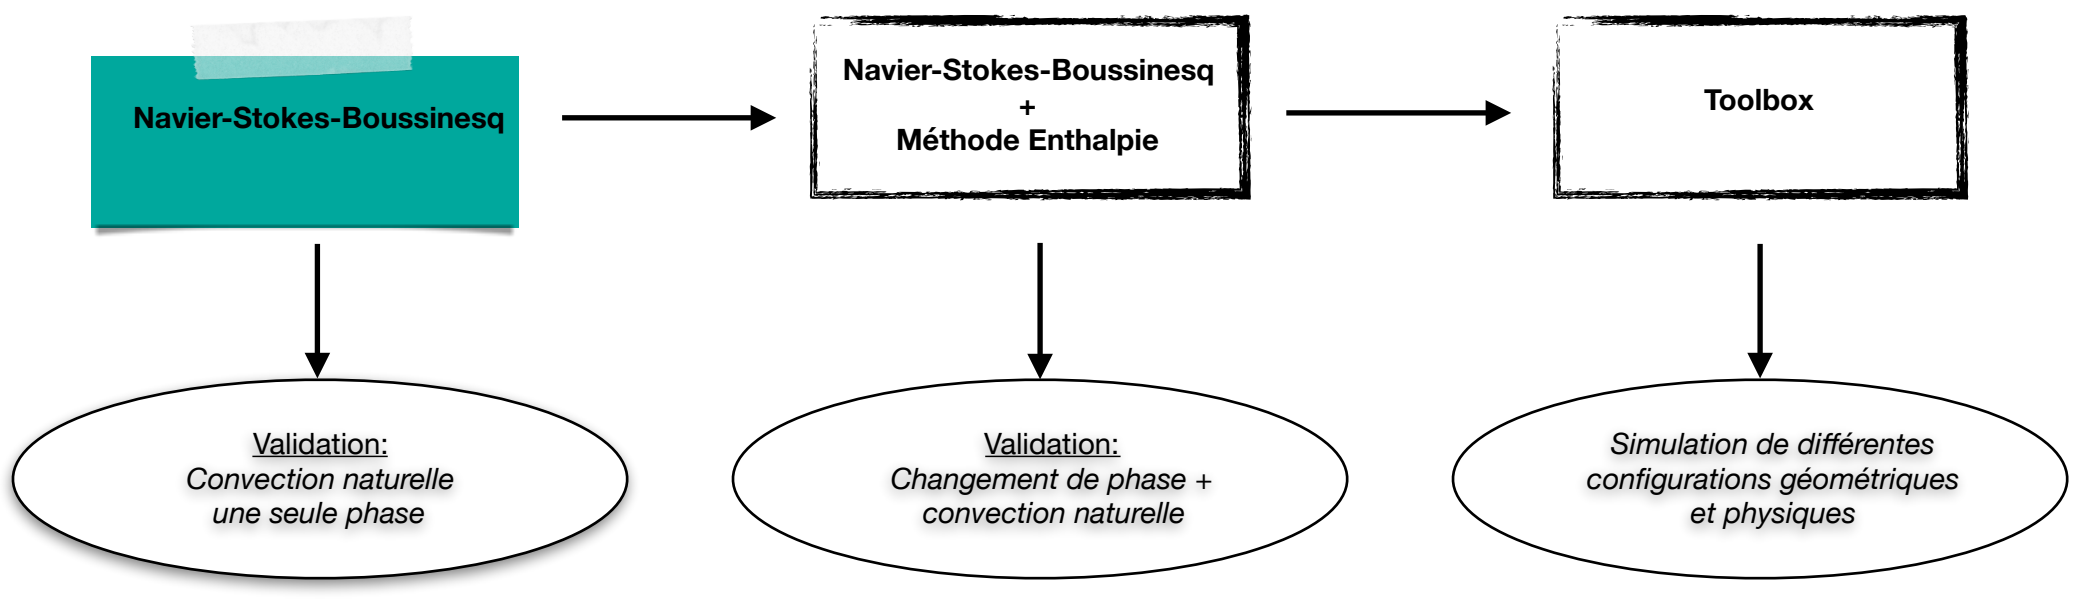 Navier-Stokes-Boussinesq
Navier-Stokes-Boussinesq
+
Méthode Enthalpie
Toolbox
Validation:
Convection naturelle
une seule phase
Validation:
Changement de phase +
convection naturelle
Simulation de différentes
configurations géométriques
et physiques